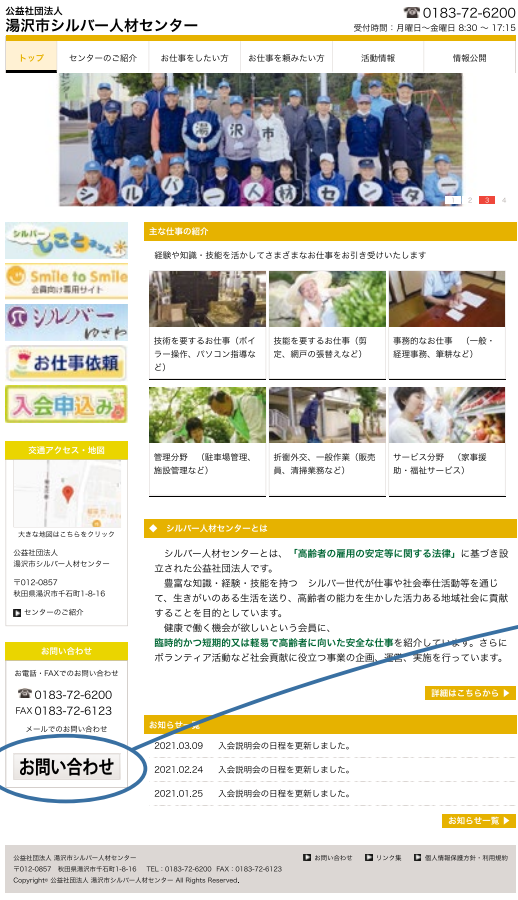 公益社団法人
湯沢市シルバー人材センター
0183-72-6200
受付時間：月曜日〜金曜日 8:30 〜 17:15
トップ
センターのご紹介
お仕事をしたい方
お仕事を頼みたい方
活動情報
情報公開
湯沢市
シルバー人材センター
1 2 3 4
シルバー
しごとネット
Smile to Smile
会員向け専用サイト
シルバー
ゆざわ
お仕事依頼
入会申込み
交通アクセス・地図
大きな地図はこちらをクリック
公益社団法人
湯沢市シルバー人材センター
〒012-0857
秋田県湯沢市千石町1-8-16
センターのご紹介
お問い合わせ
お電話・FAXでのお問い合わせ
0183-72-6200
FAX 0183-72-6123
メールでのお問い合わせ
お問い合わせ
主な仕事の紹介
経験や知識・技能を活かしてさまざまなお仕事をお引き受けいたします
技術を要するお仕事（ボイ
ラー操作、パソコン指導な
ど）
技能を要するお仕事（剪
定、網戸の張替えなど）
事務的なお仕事　（一般・
経理事務、筆耕など）
管理分野　（駐車場管理、
施設管理など）
折衝外交、一般作業（販売
員、清掃業務など）
サービス分野　（家事援
助・福祉サービス）
◆　シルバー人材センターとは
シルバー人材センターとは、「高齢者の雇用の安定等に関する法律」に基づき設
立された公益社団法人です。
豊富な知識・経験・技能を持つ　シルバー世代が仕事や社会奉仕活動等を通じ
て、生きがいのある生活を送り、高齢者の能力を生かした活力ある地域社会に貢献
することを目的としています。
健康で働く機会が欲しいという会員に、
臨時的かつ短期的又は軽易で高齢者に向いた安全な仕事を紹介しています。さらに
ボランティア活動など社会貢献に役立つ事業の企画、運営、実施を行っています。
詳細はこちらから ▶
お知らせ一覧
2021.03.09　入会説明会の日程を更新しました。
2021.02.24　入会説明会の日程を更新しました。
2021.01.25　入会説明会の日程を更新しました。
お知らせ一覧 ▶
公益社団法人 湯沢市シルバー人材センター
お問い合わせ
リンク集
個人情報保護方針・利用規約
〒012-0857　秋田県湯沢市千石町1-8-16　TEL：0183-72-6200 FAX：0183-72-6123
Copyright© 公益社団法人 湯沢市シルバー人材センター All Rights Reserved.